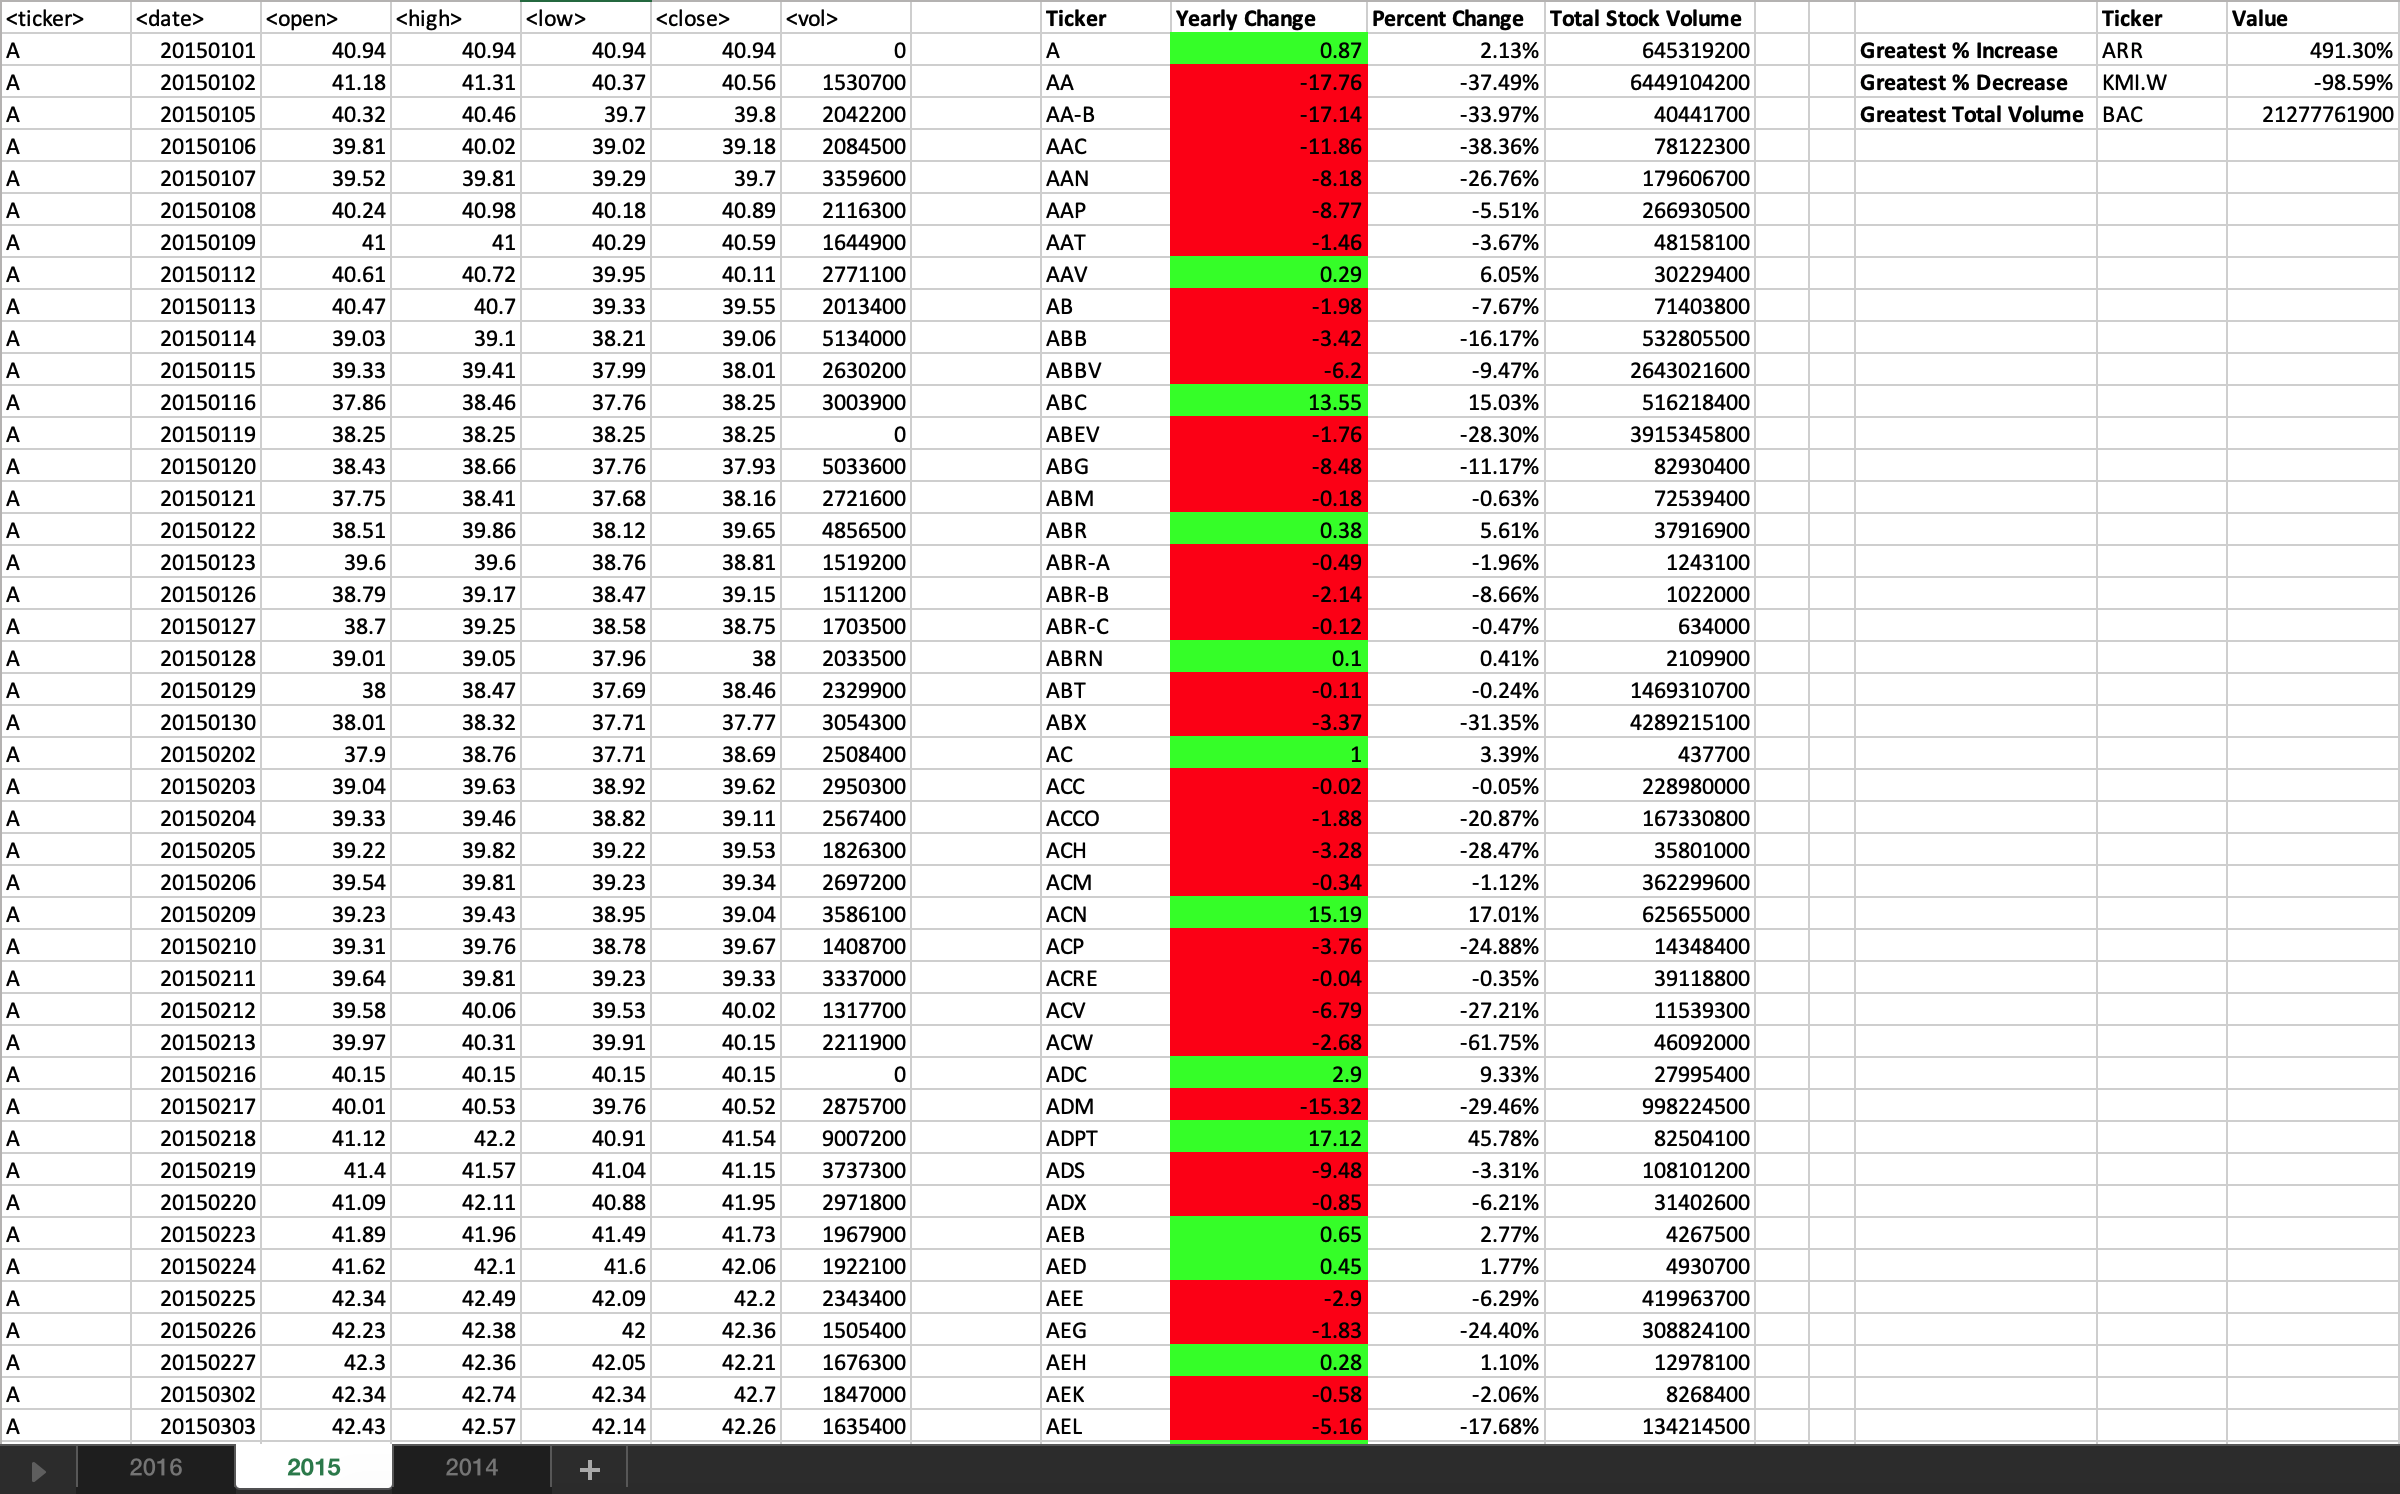 <ticker> <date> <open> <high> <low> <close> <vol> Ticker Yearly Change Percent Change Total Stock Volume Ticker Value
A 20150101 40.94 40.94 40.94 40.94 0 A 0.87 2.13% 645319200 Greatest % Increase ARR 491.30%
A 20150102 41.18 41.31 40.37 40.56 1530700 AA -17.76 -37.49% 6449104200 Greatest % Decrease KMI.W -98.59%
A 20150105 40.32 40.46 39.7 39.8 2042200 AA-B -17.14 -33.97% 40441700 Greatest Total Volume BAC 21277761900
A 20150106 39.81 40.02 39.02 39.18 2084500 AAC -11.86 -38.36% 78122300
A 20150107 39.52 39.81 39.29 39.7 3359600 AAN -8.18 -26.76% 179606700
A 20150108 40.24 40.98 40.18 40.89 2116300 AAP -8.77 -5.51% 266930500
A 20150109 41 41 40.29 40.59 1644900 AAT -1.46 -3.67% 48158100
A 20150112 40.61 40.72 39.95 40.11 2771100 AAV 0.29 6.05% 30229400
A 20150113 40.47 40.7 39.33 39.55 2013400 AB -1.98 -7.67% 71403800
A 20150114 39.03 39.1 38.21 39.06 5134000 ABB -3.42 -16.17% 532805500
A 20150115 39.33 39.41 37.99 38.01 2630200 ABBV -6.2 -9.47% 2643021600
A 20150116 37.86 38.46 37.76 38.25 3003900 ABC 13.55 15.03% 516218400
A 20150119 38.25 38.25 38.25 38.25 0 ABEV -1.76 -28.30% 3915345800
A 20150120 38.43 38.66 37.76 37.93 5033600 ABG -8.48 -11.17% 82930400
A 20150121 37.75 38.41 37.68 38.16 2721600 ABM -0.18 -0.63% 72539400
A 20150122 38.51 39.86 38.12 39.65 4856500 ABR 0.38 5.61% 37916900
A 20150123 39.6 39.6 38.76 38.81 1519200 ABR-A -0.49 -1.96% 1243100
A 20150126 38.79 39.17 38.47 39.15 1511200 ABR-B -2.14 -8.66% 1022000
A 20150127 38.7 39.25 38.58 38.75 1703500 ABR-C -0.12 -0.47% 634000
A 20150128 39.01 39.05 37.96 38 2033500 ABRN 0.1 0.41% 2109900
A 20150129 38 38.47 37.69 38.46 2329900 ABT -0.11 -0.24% 1469310700
A 20150130 38.01 38.32 37.71 37.77 3054300 ABX -3.37 -31.35% 4289215100
A 20150202 37.9 38.76 37.71 38.69 2508400 AC 1 3.39% 437700
A 20150203 39.04 39.63 38.92 39.62 2950300 ACC -0.02 -0.05% 228980000
A 20150204 39.33 39.46 38.82 39.11 2567400 ACCO -1.88 -20.87% 167330800
A 20150205 39.22 39.82 39.22 39.53 1826300 ACH -3.28 -28.47% 35801000
A 20150206 39.54 39.81 39.23 39.34 2697200 ACM -0.34 -1.12% 362299600
A 20150209 39.23 39.43 38.95 39.04 3586100 ACN 15.19 17.01% 625655000
A 20150210 39.31 39.76 38.78 39.67 1408700 ACP -3.76 -24.88% 14348400
A 20150211 39.64 39.81 39.23 39.33 3337000 ACRE -0.04 -0.35% 39118800
A 20150212 39.58 40.06 39.53 40.02 1317700 ACV -6.79 -27.21% 11539300
A 20150213 39.97 40.31 39.91 40.15 2211900 ACW -2.68 -61.75% 46092000
A 20150216 40.15 40.15 40.15 40.15 0 ADC 2.9 9.33% 27995400
A 20150217 40.01 40.53 39.76 40.52 2875700 ADM -15.32 -29.46% 998224500
A 20150218 41.12 42.2 40.91 41.54 9007200 ADPT 17.12 45.78% 82504100
A 20150219 41.4 41.57 41.04 41.15 3737300 ADS -9.48 -3.31% 108101200
A 20150220 41.09 42.11 40.88 41.95 2971800 ADX -0.85 -6.21% 31402600
A 20150223 41.89 41.96 41.49 41.73 1967900 AEB 0.65 2.77% 4267500
A 20150224 41.62 42.1 41.6 42.06 1922100 AED 0.45 1.77% 4930700
A 20150225 42.34 42.49 42.09 42.2 2343400 AEE -2.9 -6.29% 419963700
A 20150226 42.23 42.38 42 42.36 1505400 AEG -1.83 -24.40% 308824100
A 20150227 42.3 42.36 42.05 42.21 1676300 AEH 0.28 1.10% 12978100
A 20150302 42.34 42.74 42.34 42.7 1847000 AEK -0.58 -2.06% 8268400
A 20150303 42.43 42.57 42.14 42.26 1635400 AEL -5.16 -17.68% 134214500
2016 2015 2014 +